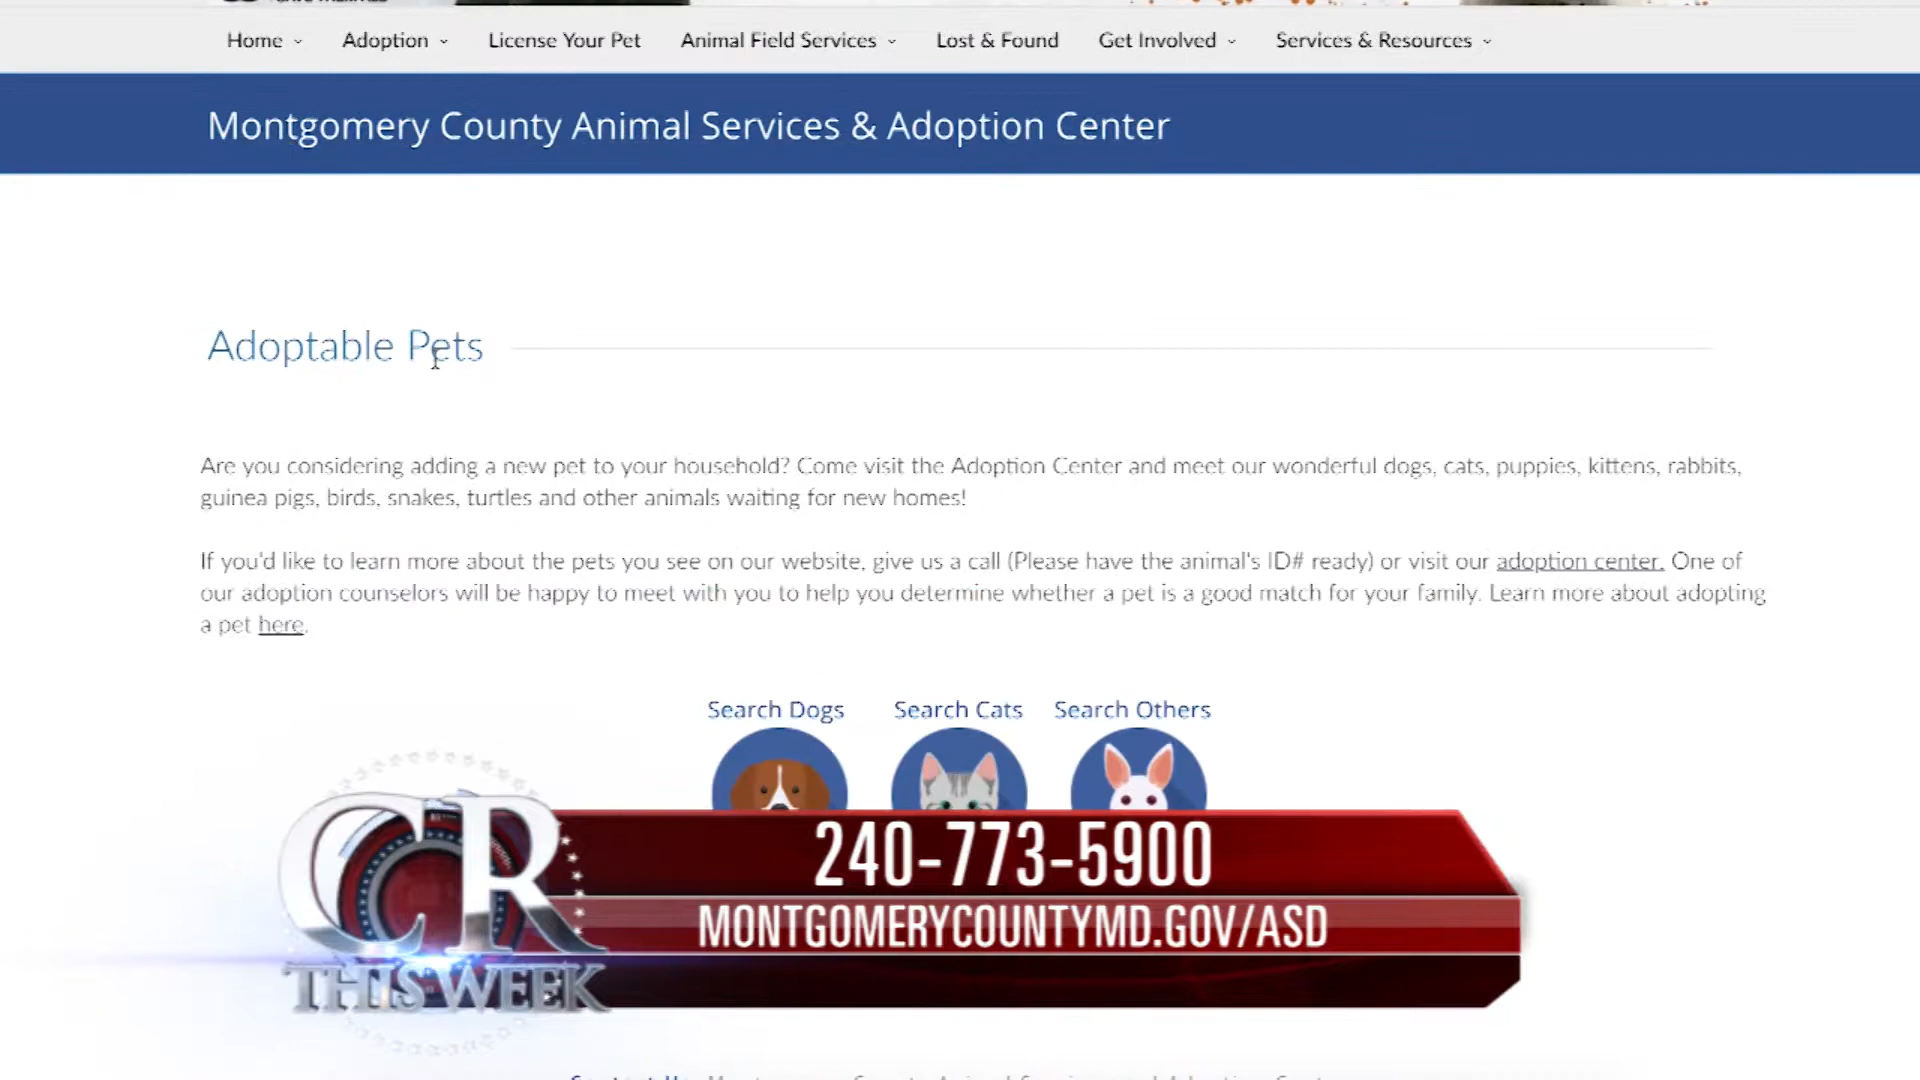 Home
Adoption
License Your Pet
Animal Field Services
Lost & Found
Get Involved
Services & Resources
Montgomery County Animal Services & Adoption Center
Adoptable Pets
Are you considering adding a new pet to your household? Come visit the Adoption Center and meet our wonderful dogs, cats, puppies, kittens, rabbits,
guinea pigs, birds, snakes, turtles and other animals waiting for new homes!
If you'd like to learn more about the pets you see on our website, give us a call (Please have the animal's ID# ready) or visit our adoption center. One of
our adoption counselors will be happy to meet with you to help you determine whether a pet is a good match for your family. Learn more about adopting
a pet here.
Search Dogs
Search Cats
Search Others
240-773-5900
MONTGOMERYCOUNTYMD.GOV/ASD
CR
THIS WEEK